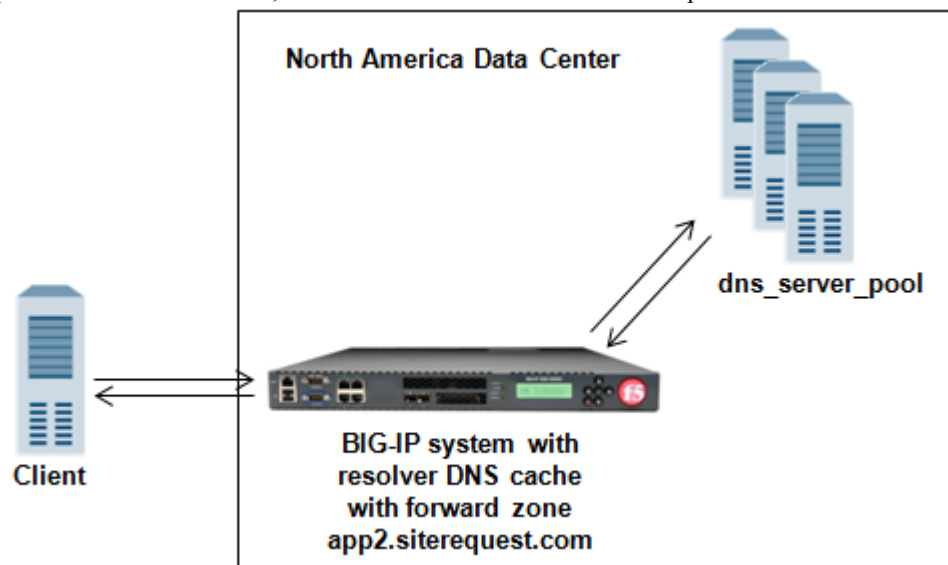 North America Data Center
dns_server_pool
Client
f5
BIG-IP system with
resolver DNS cache
with forward zone
app2.siterequest.com